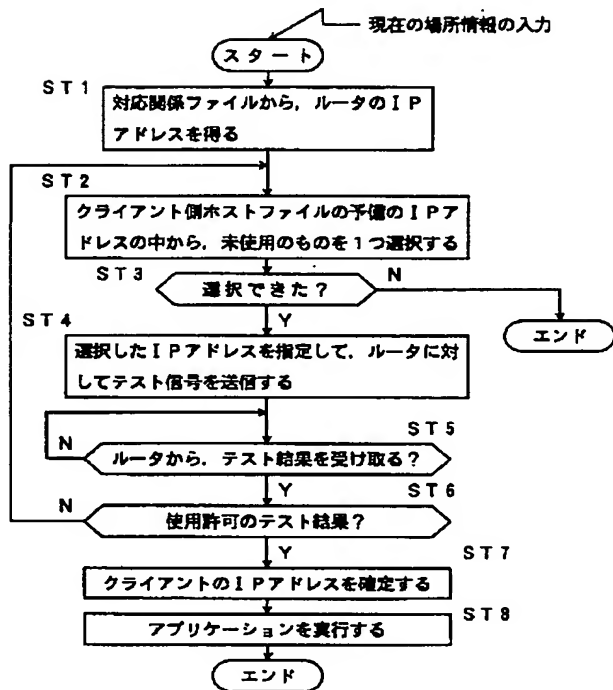 現在の場所情報の入力
スタート
ST1
対応関係ファイルから,ルータのIP
アドレスを得る
ST2
クライアント側ホストファイルの予備のIPア
ドレスの中から,未使用のものを1つ選択する
ST3
選択できた?
N
Y
エンド
ST4
選択したIPアドレスを指定して,ルータに対
してテスト信号を送信する
ST5
N
ルータから,テスト結果を受け取る?
Y
ST6
N
使用許可のテスト結果?
Y
ST7
クライアントのIPアドレスを確定する
ST8
アプリケーションを実行する
エンド